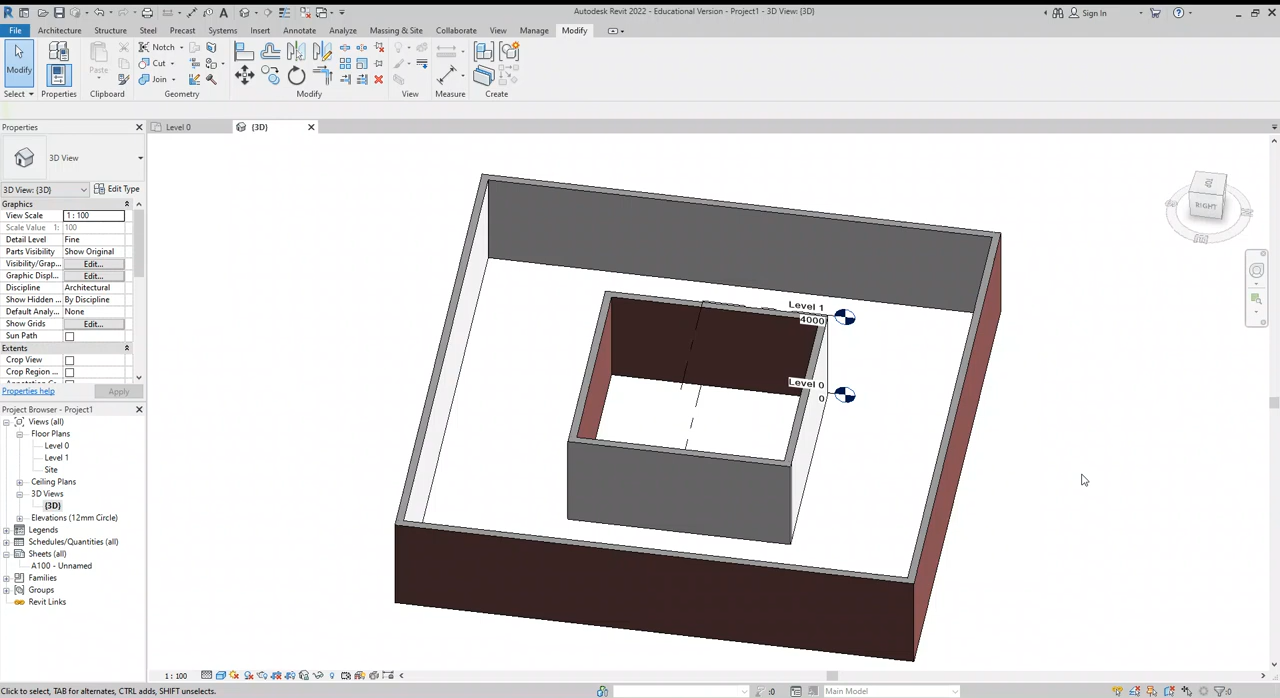 Autodesk Revit 2022 - Educational Version - Project1 - 3D View: {3D}
Sign In
File Architecture Structure Steel Precast Systems Insert Annotate Analyze Massing & Site Collaborate View Manage Modify
Modify
Paste
Notch
Cut
Join
Select Properties Clipboard Geometry Modify View Measure Create
Properties
Level 0
{3D}
3D View
3D View: {3D}
Edit Type
Graphics
View Scale 1 : 100
Scale Value 1: 100
Detail Level Fine
Parts Visibility Show Original
Visibility/Grap... Edit...
Graphic Displ... Edit...
Discipline Architectural
Show Hidden ... By Discipline
Default Analy... None
Show Grids Edit...
Sun Path
Extents
Crop View
Crop Region ...
Properties help
Apply
Project Browser - Project1
Views (all)
Floor Plans
Level 0
Level 1
Site
Ceiling Plans
3D Views
{3D}
Elevations (12mm Circle)
Legends
Schedules/Quantities (all)
Sheets (all)
A100 - Unnamed
Families
Groups
Revit Links
Level 1
4000
Level 0
0
RIGHT
1 : 100
Click to select, TAB for alternates, CTRL adds, SHIFT unselects.
:0
Main Model
:0